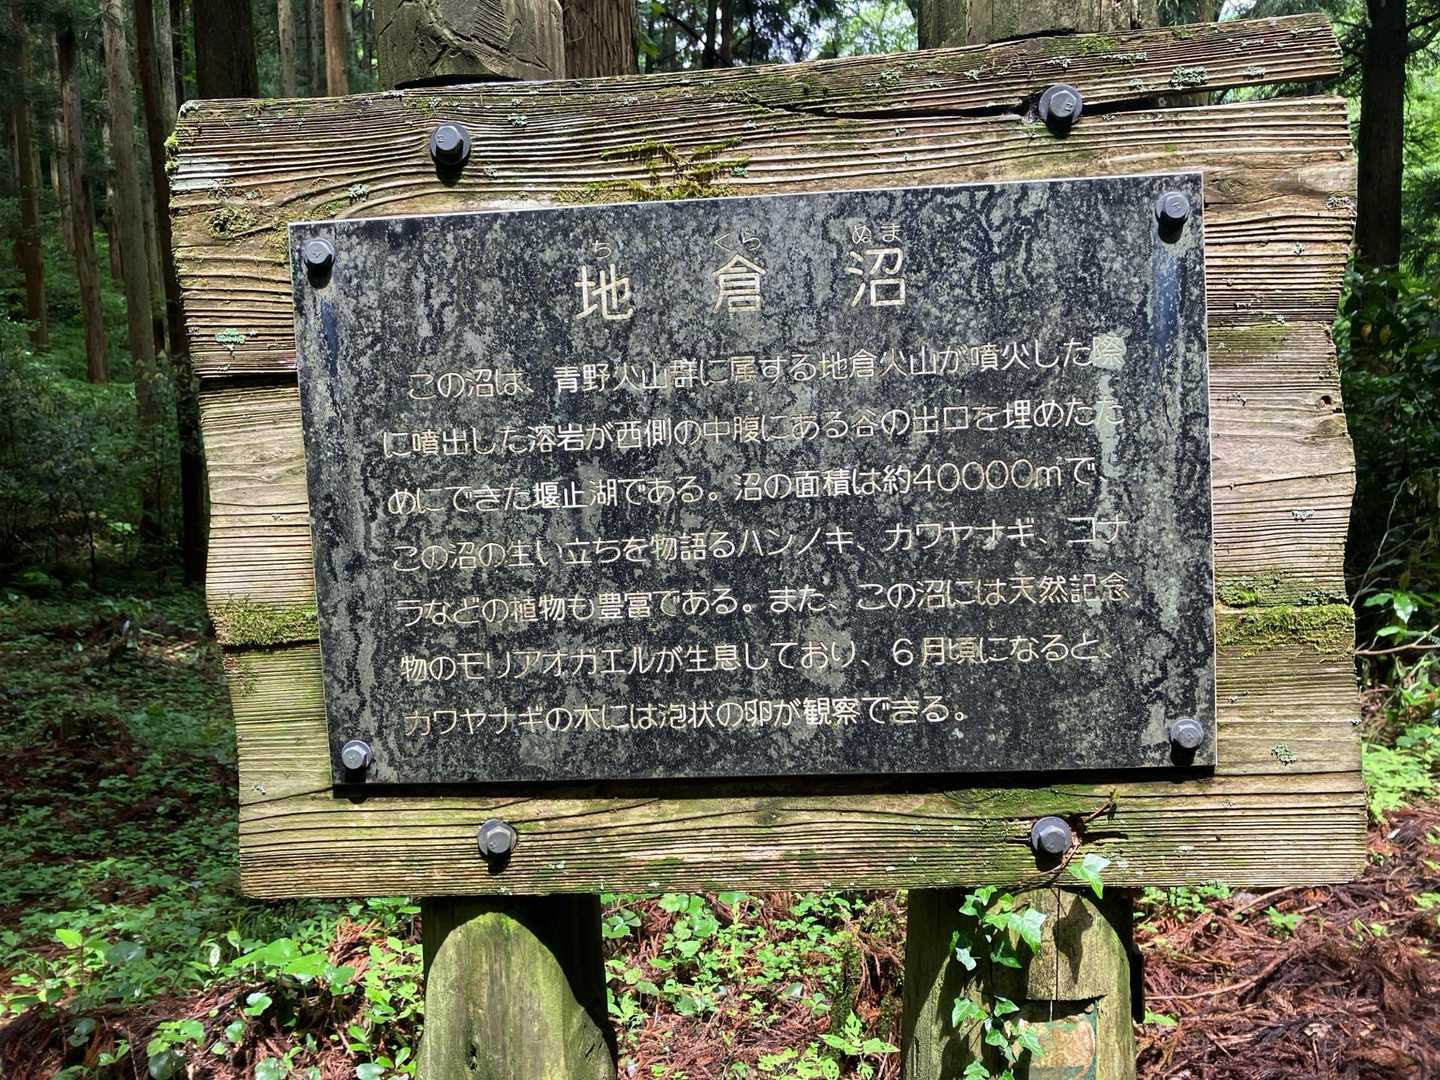 ち くら ぬま
地倉沼
この沼は、青野火山群に属する地倉火山が噴火した際
に噴出した溶岩が西側の中腹にある谷の出口を埋めたた
めにできた堰止湖である。沼の面積は約40000㎡で
この沼の生い立ちを物語るハンノキ、カワヤナギ、コナ
ラなどの植物も豊富である。また、この沼には天然記念
物のモリアオガエルが生息しており、6月頃になると、
カワヤナギの木には泡状の卵が観察できる。